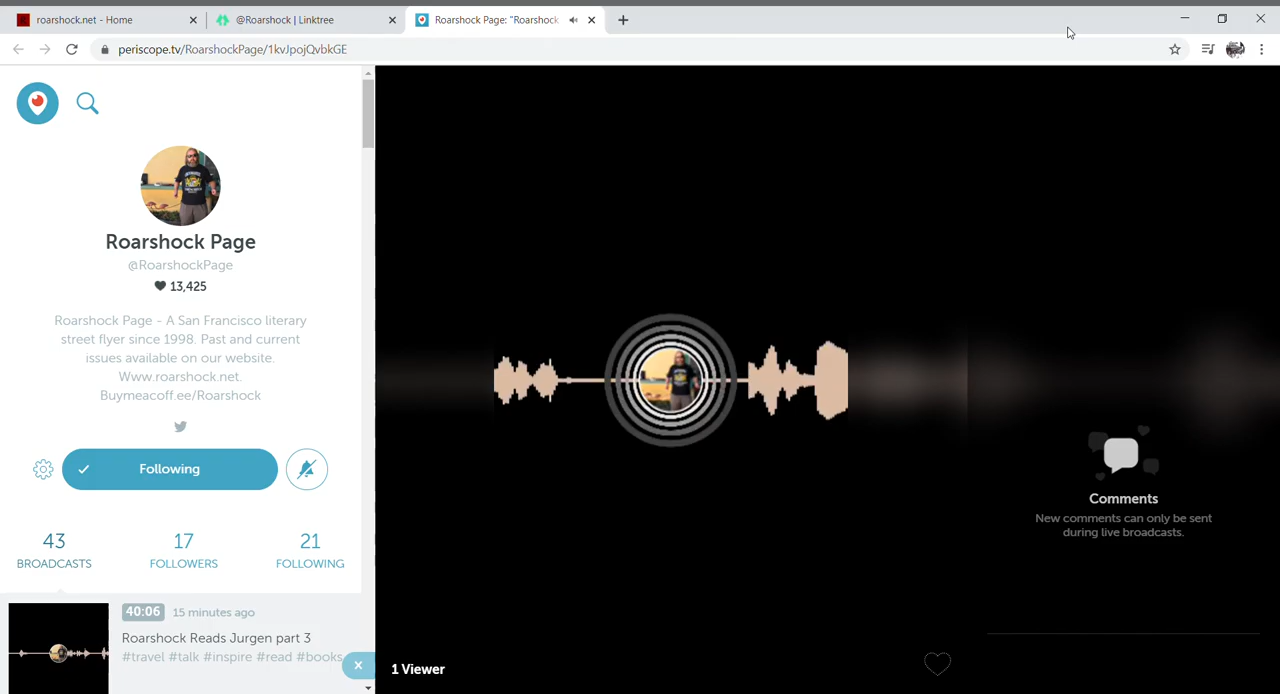 roarshock.net - Home
@Roarshock | Linktree
Roarshock Page: "Roarshock
periscope.tv/RoarshockPage/1kvJpojQvbkGE
Roarshock Page
@RoarshockPage
13,425
Roarshock Page - A San Francisco literary
street flyer since 1998. Past and current
issues available on our website.
Www.roarshock.net.
Buymeacoff.ee/Roarshock
Following
43
BROADCASTS
17
FOLLOWERS
21
FOLLOWING
40:06 15 minutes ago
Roarshock Reads Jurgen part 3
#travel #talk #inspire #read #books
1 Viewer
Comments
New comments can only be sent
during live broadcasts.